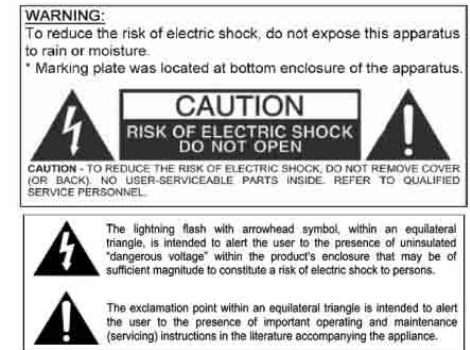 WARNING:
To reduce the risk of electric shock, do not expose this apparatus
to rain or moisture.
* Marking plate was located at bottom enclosure of the apparatus.
CAUTION
RISK OF ELECTRIC SHOCK
DO NOT OPEN
CAUTION - TO REDUCE THE RISK OF ELECTRIC SHOCK, DO NOT REMOVE COVER
(OR BACK). NO USER-SERVICEABLE PARTS INSIDE. REFER TO QUALIFIED
SERVICE PERSONNEL.
The lightning flash with arrowhead symbol, within an equilateral
triangle, is intended to alert the user to the presence of uninsulated
"dangerous voltage" within the product's enclosure that may be of
sufficient magnitude to constitute a risk of electric shock to persons.
The exclamation point within an equilateral triangle is intended to alert
the user to the presence of important operating and maintenance
(servicing) instructions in the literature accompanying the appliance.